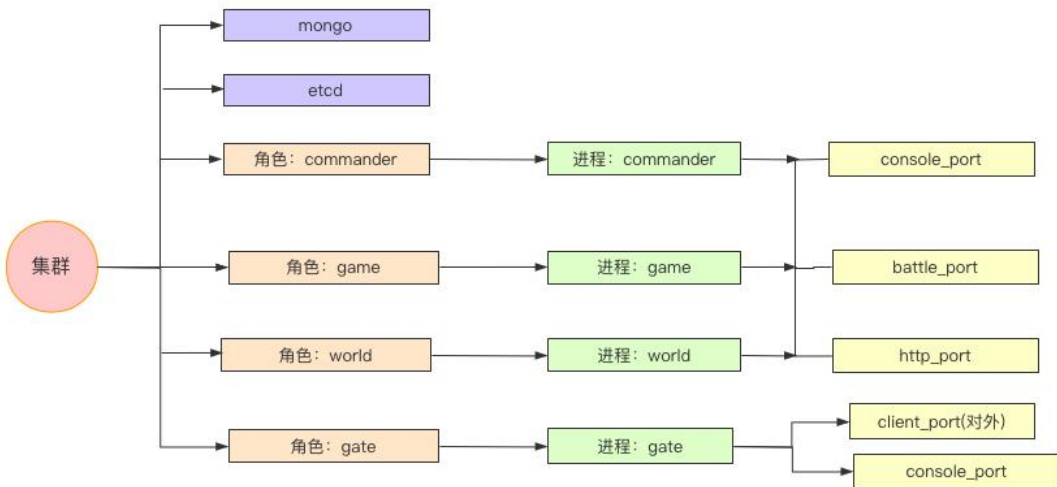 mongo
etcd
角色：commander
进程：commander
console_port
集群
角色：game
进程：game
battle_port
角色：world
进程：world
http_port
client_port(对外)
角色：gate
进程：gate
console_port